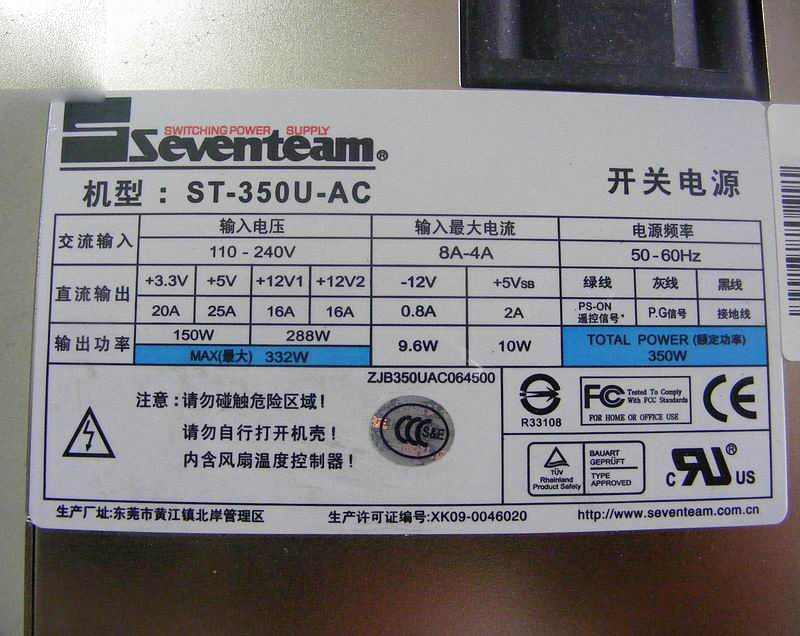 SWITCHING POWER SUPPLY
Seventeam®
机型：ST-350U-AC
开关电源
交流输入 输入电压 输入最大电流 电源频率
110 - 240V 8A-4A 50-60Hz
直流输出 +3.3V +5V +12V1 +12V2 -12V +5VSB 绿线 灰线 黑线
20A 25A 16A 16A 0.8A 2A PS-ON 遥控信号 P.G信号 接地线
输出功率 150W 288W 9.6W 10W TOTAL POWER (额定功率)
MAX(最大) 332W 350W
ZJB350UAC064500
注意：请勿碰触危险区域！
请勿自行打开机壳！
内含风扇温度控制器！
CCC S&E
R33108
FC Tested To Comply
With FCC Standards
FOR HOME OR OFFICE USE
CE
TÜV
Rheinland
Product Safety
BAUART
GEPRÜFT
TYPE
APPROVED
c RU ® US
生产厂址:东莞市黄江镇北岸管理区 生产许可证编号:XK09-0046020 http://www.seventeam.com.cn